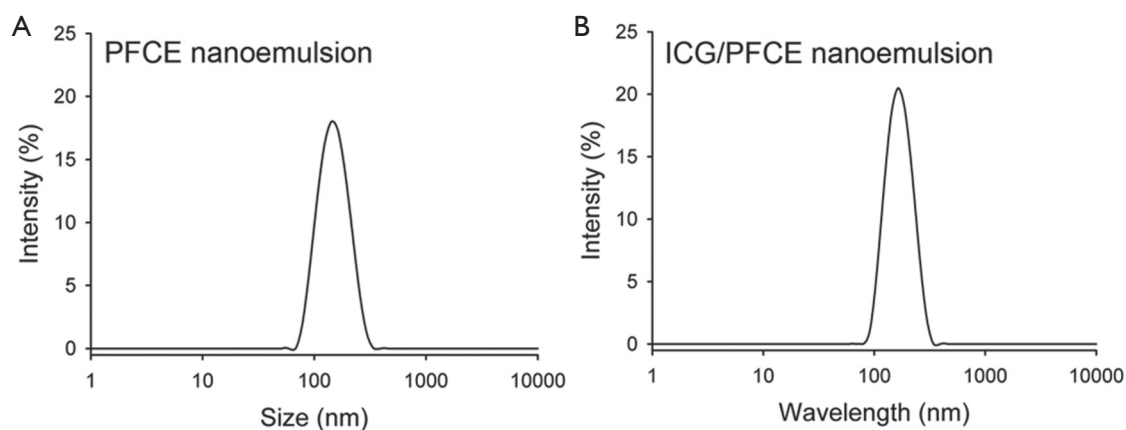 A
PFCE nanoemulsion
Intensity (%)
25
20
15
10
5
0
1 10 100 1000 10000
Size (nm)
B
ICG/PFCE nanoemulsion
Intensity (%)
25
20
15
10
5
0
1 10 100 1000 10000
Wavelength (nm)